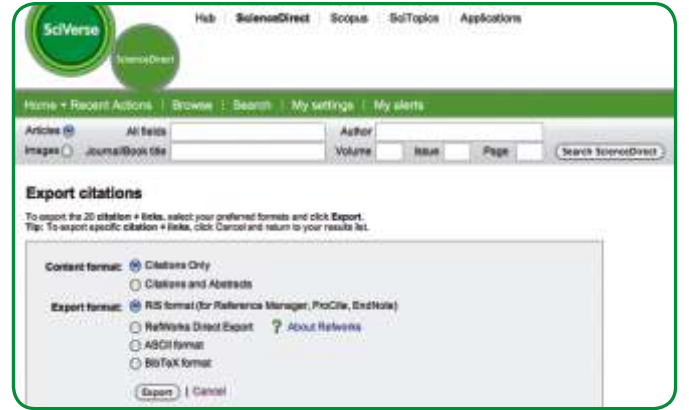 SciVerse
Hub ScienceDirect Scopus SciTopics Applications
ScienceDirect
Home + Recent Actions | Browse | Search | My settings | My alerts
Articles All fields Author
Images Journal/Book title Volume Issue Page Search ScienceDirect
Export citations
To export the 20 citation + links, select your preferred formats and click Export.
Tip: To export specific citation + links, click Cancel and return to your results list.
Content format: Citations Only
Citations and Abstracts
Export format: RIS format (for Reference Manager, ProCite, EndNote)
RefWorks Direct Export ? About Refworks
ASCII format
BibTeX format
Export | Cancel